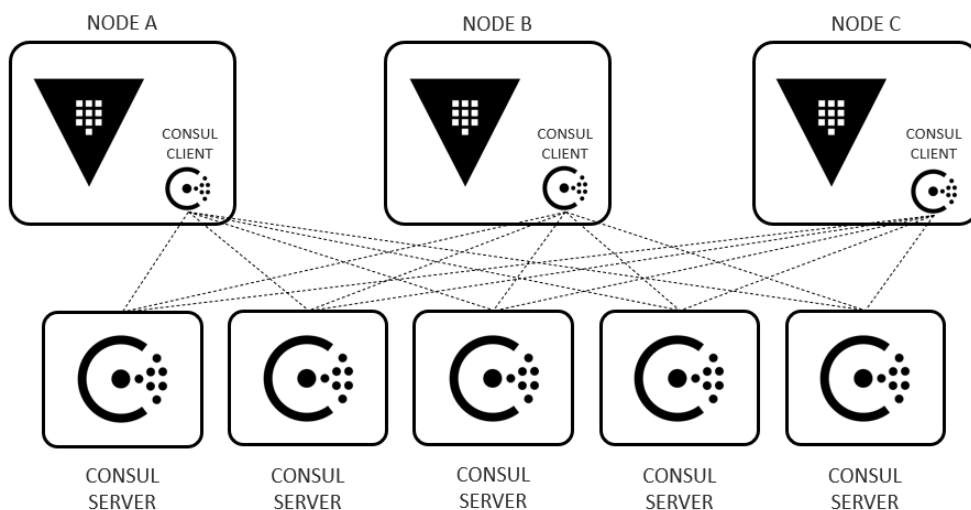 NODE A
NODE B
NODE C
CONSUL
CLIENT
CONSUL
CLIENT
CONSUL
CLIENT
CONSUL
SERVER
CONSUL
SERVER
CONSUL
SERVER
CONSUL
SERVER
CONSUL
SERVER